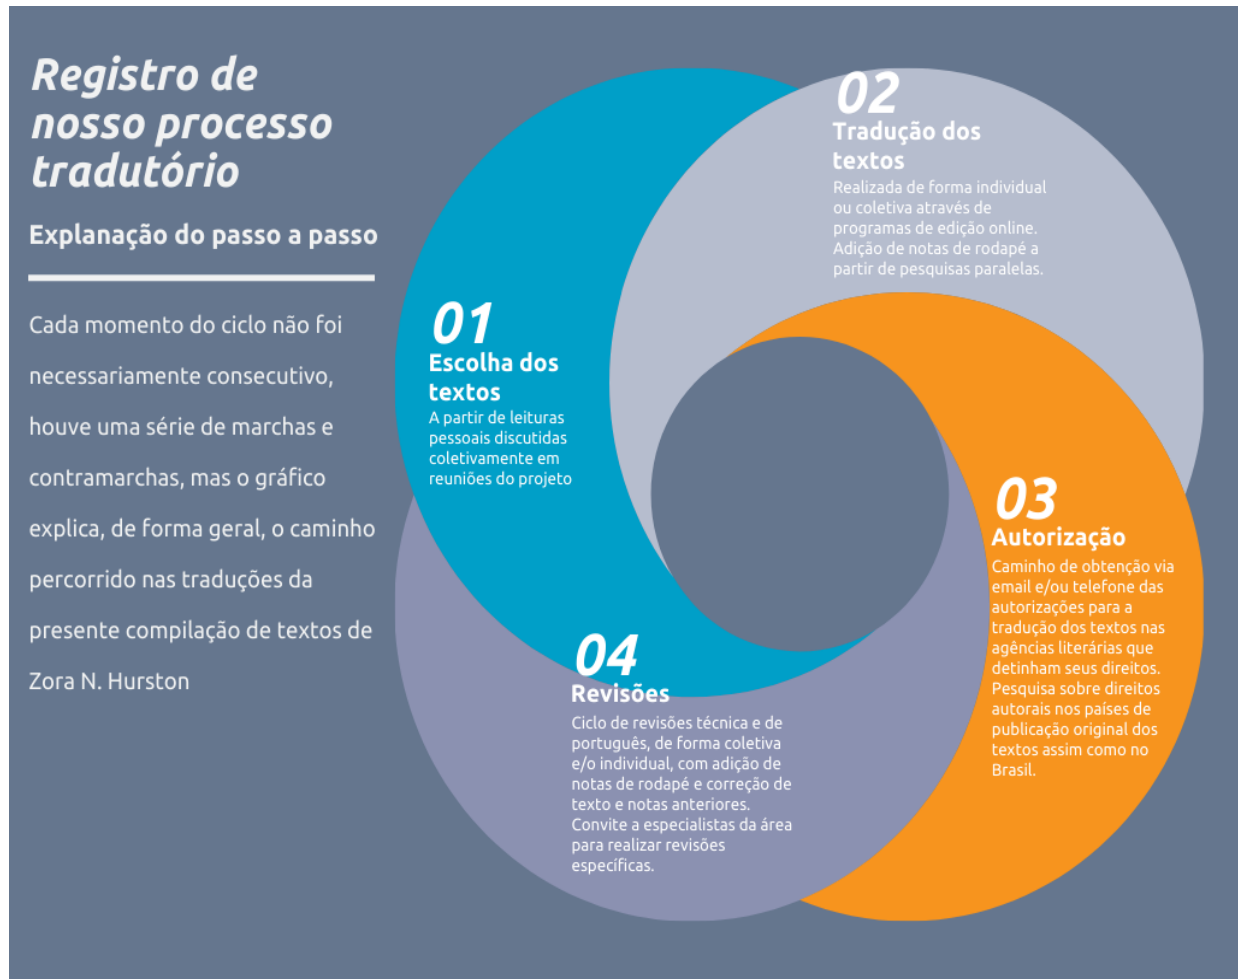 Registro de
nosso processo
tradutório
Explanação do passo a passo
Cada momento do ciclo não foi
necessariamente consecutivo,
houve uma série de marchas e
contramarchas, mas o gráfico
explica, de forma geral, o caminho
percorrido nas traduções da
presente compilação de textos de
Zora N. Hurston
01
Escolha dos
textos
A partir de leituras
pessoais discutidas
coletivamente em
reuniões do projeto
02
Tradução dos
textos
Realizada de forma individual
ou coletiva através de
programas de edição online.
Adição de notas de rodapé a
partir de pesquisas paralelas.
03
Autorização
Caminho de obtenção via
email e/ou telefone das
autorizações para a
tradução dos textos nas
agências literárias que
detinham seus direitos.
Pesquisa sobre direitos
autorais nos países de
publicação original dos
textos assim como no
Brasil.
04
Revisões
Ciclo de revisões técnica e de
português, de forma coletiva
e/o individual, com adição de
notas de rodapé e correção de
texto e notas anteriores.
Convite a especialistas da área
para realizar revisões
específicas.